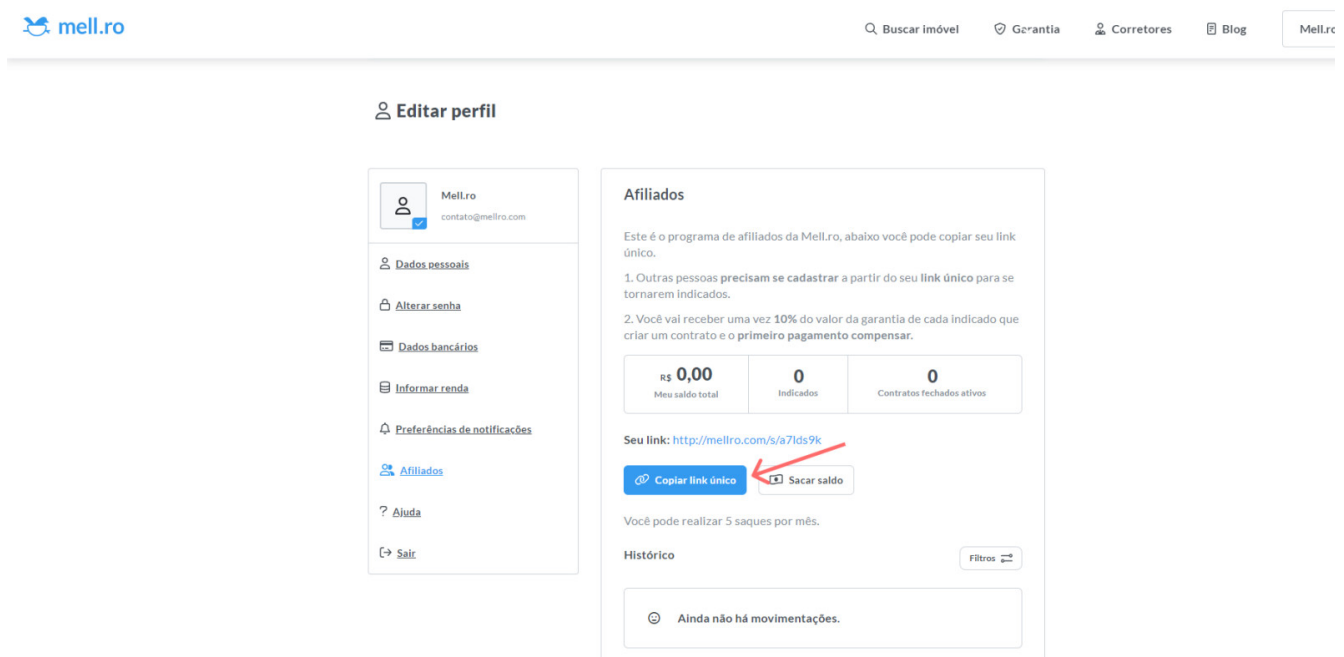 mell.ro
Buscar imóvel
Garantia
Corretores
Blog
Mell.ro
Editar perfil
Mell.ro
contato@mellro.com
Dados pessoais
Alterar senha
Dados bancários
Informar renda
Preferências de notificações
Afiliados
? Ajuda
Sair
Afiliados
Este é o programa de afiliados da Mell.ro, abaixo você pode copiar seu link
único.
1. Outras pessoas precisam se cadastrar a partir do seu link único para se
tornarem indicados.
2. Você vai receber uma vez 10% do valor da garantia de cada indicado que
criar um contrato e o primeiro pagamento compensar.
R$ 0,00
Meu saldo total
0
Indicados
0
Contratos fechados ativos
Seu link: http://mellro.com/s/a7lds9k
Copiar link único
Sacar saldo
Você pode realizar 5 saques por mês.
Histórico
Filtros
Ainda não há movimentações.